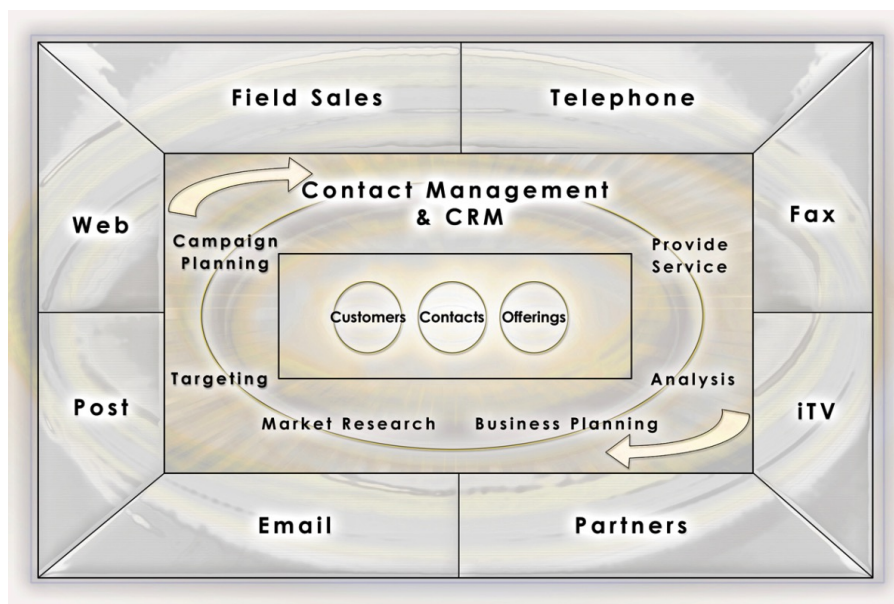 Field Sales
Telephone
Web
Fax
Contact Management
& CRM
Campaign
Planning
Provide
Service
Customers
Contacts
Offerings
Targeting
Analysis
Market Research
Business Planning
Post
iTV
Email
Partners